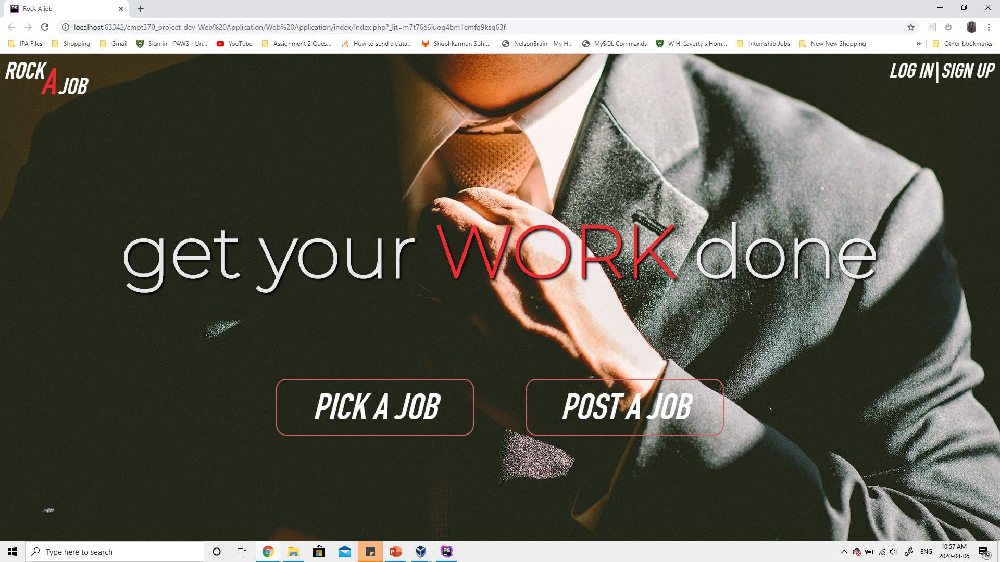 Rock A job
localhost:63342/cmpt370_project-dev-Web%20Application/Web%20Application/index/index.php?_ijt=m7t76e6juoq4bm1emfq9ksq63f
IPA Files
Shopping
Gmail
Sign in - PAWS - Un...
YouTube
Assignment 2 Ques...
How to send a data...
Shubhkarman Sohi...
NelsonBrain - My H...
MySQL Commands
W H. Laverty's Hom...
Internship Jobs
New New Shopping
»
Other bookmarks
ROCK A JOB
LOG IN|SIGN UP
get your WORK done
PICK A JOB
POST A JOB
Type here to search
PS
ENG
10:57 AM
2020-04-06
19